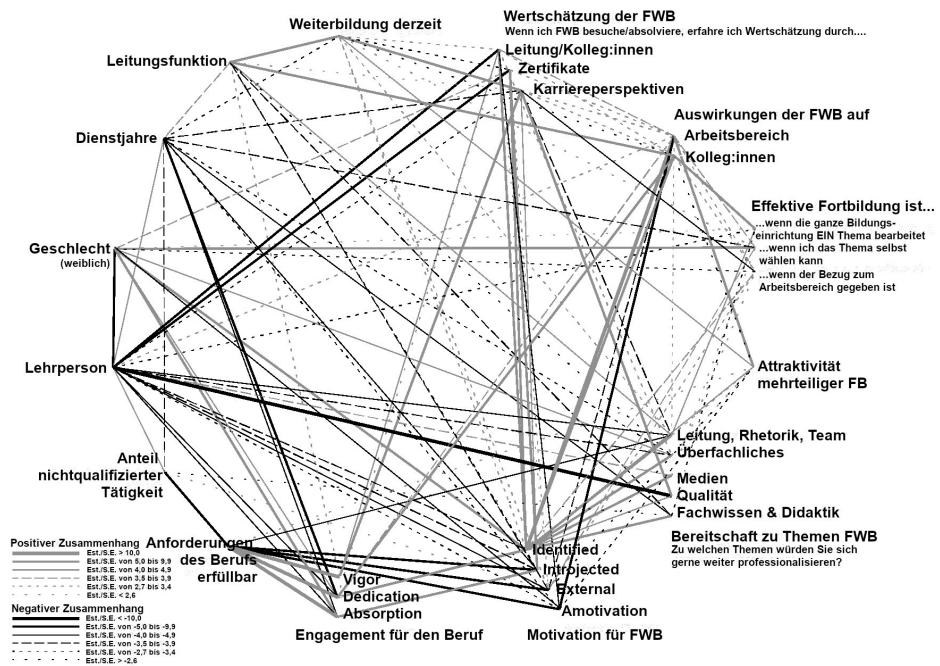 Weiterbildung derzeit
Wertschätzung der FWB
Wenn ich FWB besuche/absolviere, erfahre ich Wertschätzung durch....
Leitung/Kolleg:innen
Zertifikate
Karriereperspektiven
Leitungsfunktion
Auswirkungen der FWB auf
Arbeitsbereich
Kolleg:innen
Dienstjahre
Effektive Fortbildung ist...
...wenn die ganze Bildungs-
einrichtung EIN Thema bearbeitet
...wenn ich das Thema selbst
wählen kann
...wenn der Bezug zum
Arbeitsbereich gegeben ist
Geschlecht
(weiblich)
Lehrperson
Attraktivität
mehrteiliger FB
Leitung, Rhetorik, Team
Überfachliches
Medien
Qualität
Fachwissen & Didaktik
Bereitschaft zu Themen FWB
Zu welchen Themen würden Sie sich
gerne weiter professionalisieren?
Anteil
nichtqualifizierter
Tätigkeit
Anforderungen
des Berufs
erfüllbar
Vigor
Dedication
Absorption
Engagement für den Beruf
Identified
Introjected
External
Amotivation
Motivation für FWB
Positiver Zusammenhang
Est./S.E. > 10,0
Est./S.E. von 5,0 bis 9,9
Est./S.E. von 4,0 bis 4,9
Est./S.E. von 3,5 bis 3,9
Est./S.E. von 2,7 bis 3,4
Est./S.E. < 2,6
Negativer Zusammenhang
Est./S.E. < -10,0
Est./S.E. von -5,0 bis -9,9
Est./S.E. von -4,0 bis -4,9
Est./S.E. von -3,5 bis -3,9
Est./S.E. von -2,7 bis -3,4
Est./S.E. > -2,6